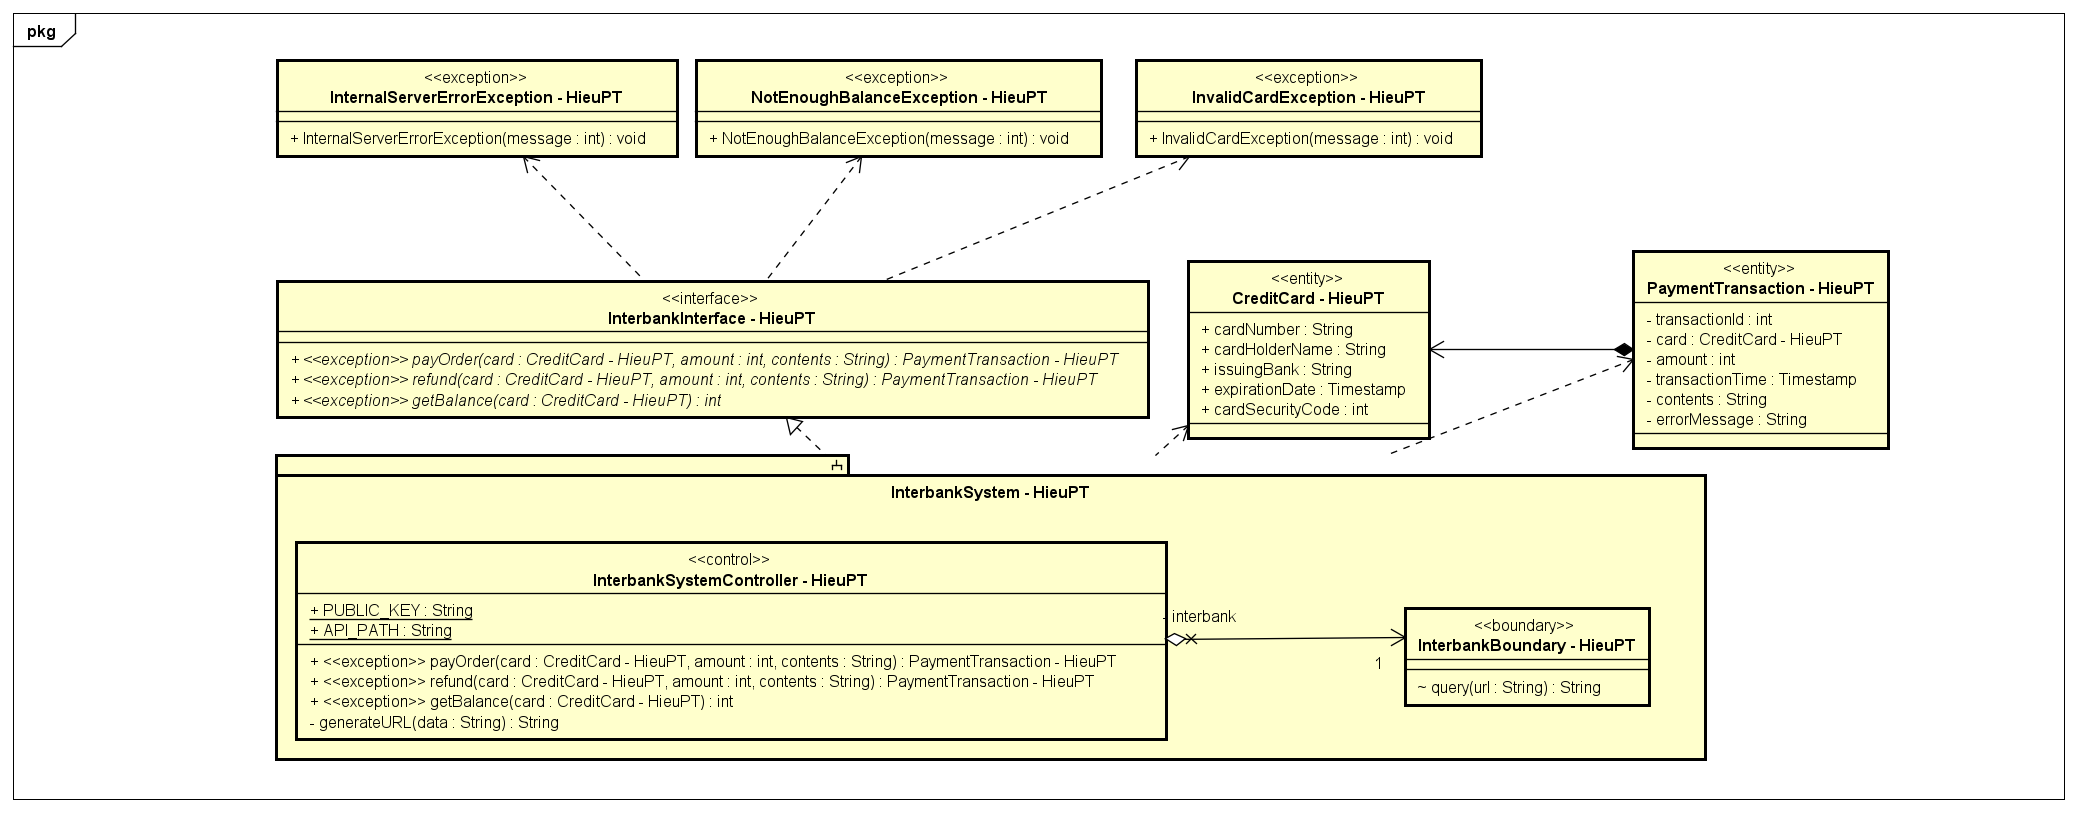 pkg
<<exception>>
InternalServerErrorException - HieuPT
+ InternalServerErrorException(message : int) : void
<<exception>>
NotEnoughBalanceException - HieuPT
+ NotEnoughBalanceException(message : int) : void
<<exception>>
InvalidCardException - HieuPT
+ InvalidCardException(message : int) : void
<<interface>>
InterbankInterface - HieuPT
+ <<exception>> payOrder(card : CreditCard - HieuPT, amount : int, contents : String) : PaymentTransaction - HieuPT
+ <<exception>> refund(card : CreditCard - HieuPT, amount : int, contents : String) : PaymentTransaction - HieuPT
+ <<exception>> getBalance(card : CreditCard - HieuPT) : int
<<entity>>
CreditCard - HieuPT
+ cardNumber : String
+ cardHolderName : String
+ issuingBank : String
+ expirationDate : Timestamp
+ cardSecurityCode : int
<<entity>>
PaymentTransaction - HieuPT
- transactionId : int
- card : CreditCard - HieuPT
- amount : int
- transactionTime : Timestamp
- contents : String
- errorMessage : String
InterbankSystem - HieuPT
<<control>>
InterbankSystemController - HieuPT
+ PUBLIC_KEY : String
+ API_PATH : String
+ <<exception>> payOrder(card : CreditCard - HieuPT, amount : int, contents : String) : PaymentTransaction - HieuPT
+ <<exception>> refund(card : CreditCard - HieuPT, amount : int, contents : String) : PaymentTransaction - HieuPT
+ <<exception>> getBalance(card : CreditCard - HieuPT) : int
- generateURL(data : String) : String
- interbank
1
<<boundary>>
InterbankBoundary - HieuPT
~ query(url : String) : String